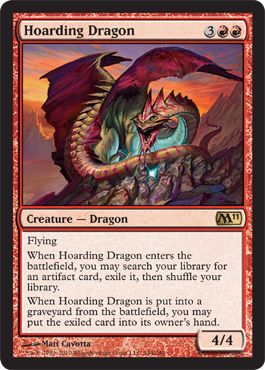 Hoarding Dragon 3
Creature — Dragon M11
Flying
When Hoarding Dragon enters the
battlefield, you may search your library for
an artifact card, exile it, then shuffle your
library.
When Hoarding Dragon is put into a
graveyard from the battlefield, you may
put the exiled card into its owner's hand.
Matt Cavotta
4/4